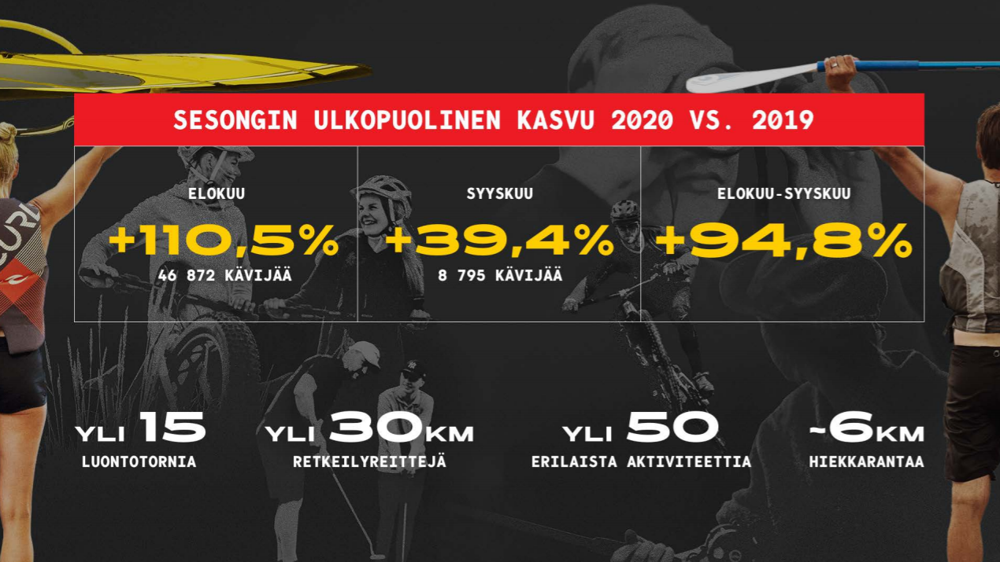 SESONGIN ULKOPUOLINEN KASVU 2020 VS. 2019
ELOKUU
+110,5%
46 872 KÄVIJÄÄ
SYYSKUU
+39,4%
8 795 KÄVIJÄÄ
ELOKUU-SYYSKUU
+94,8%
YLI 15
LUONTOTORNIA
YLI 30KM
RETKEILYREITTEJÄ
YLI 50
ERILAISTA AKTIVITEETTIA
~6KM
HIEKKARANTAA